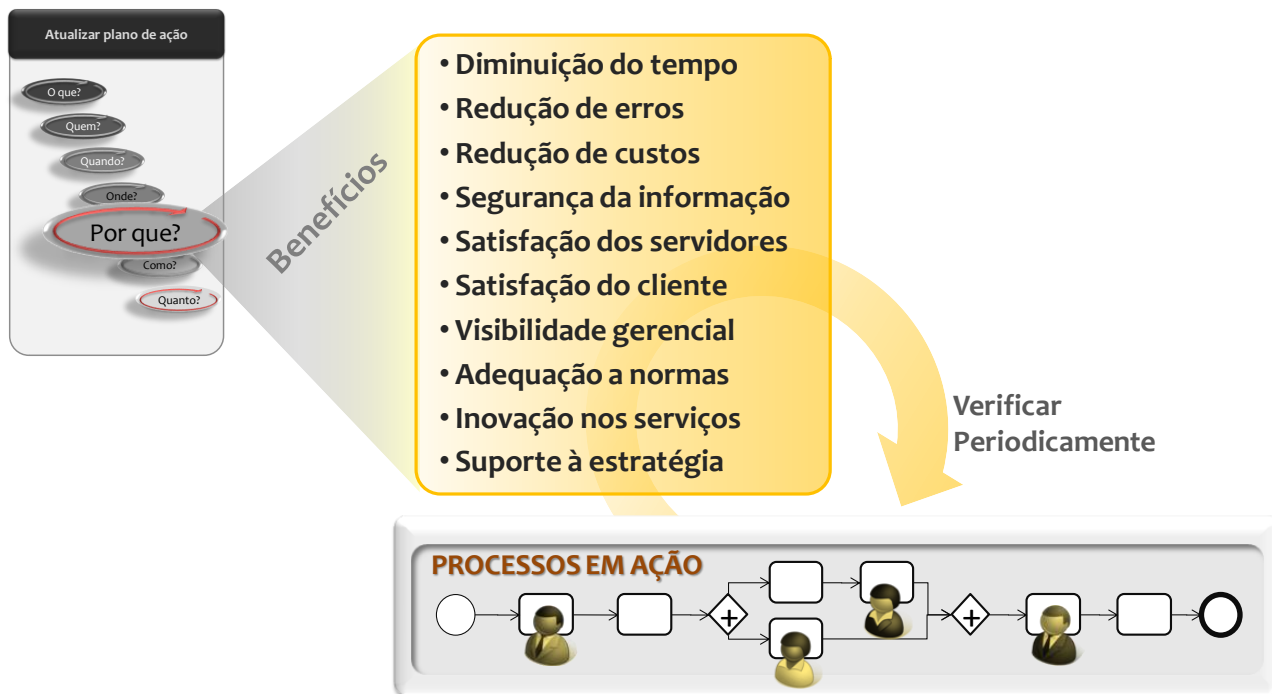 Atualizar plano de ação
O que?
Quem?
Quando?
Onde?
Por que?
Como?
Quanto?
Benefícios
• Diminuição do tempo
• Redução de erros
• Redução de custos
• Segurança da informação
• Satisfação dos servidores
• Satisfação do cliente
• Visibilidade gerencial
• Adequação a normas
• Inovação nos serviços
• Suporte à estratégia
Verificar
Periodicamente
PROCESSOS EM AÇÃO